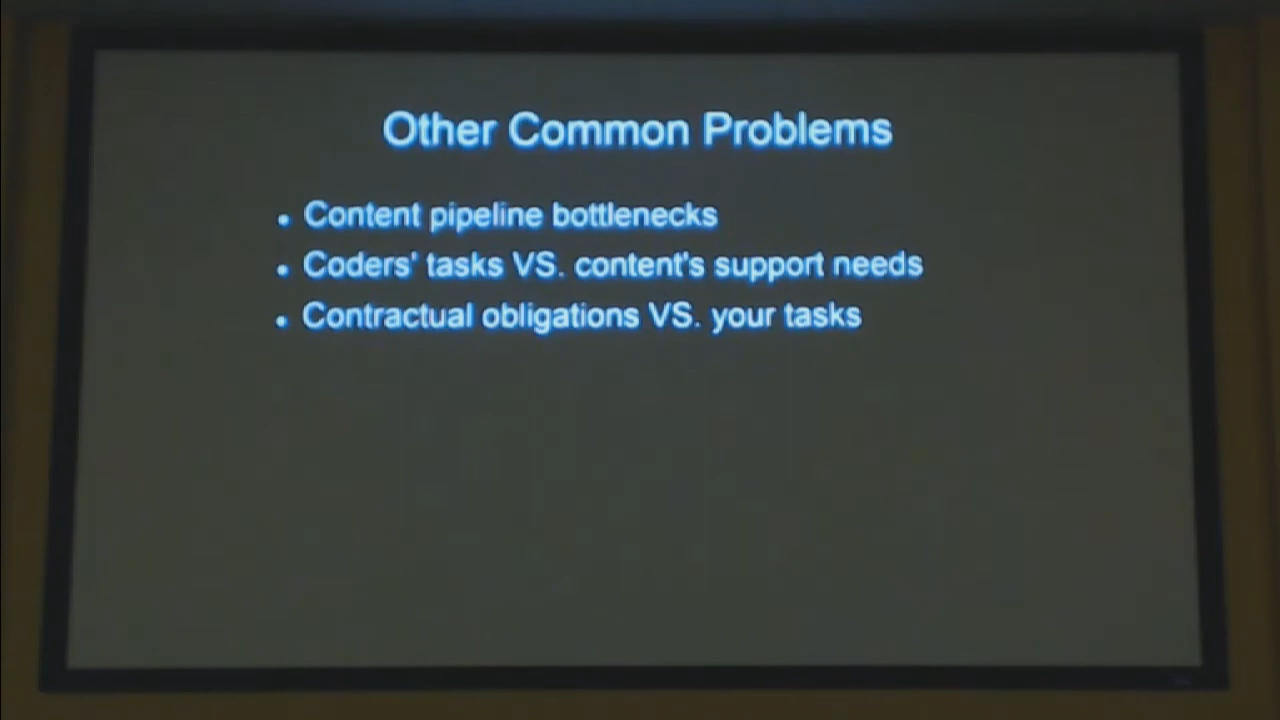 Other Common Problems
• Content pipeline bottlenecks
• Coders' tasks VS. content's support needs
• Contractual obligations VS. your tasks